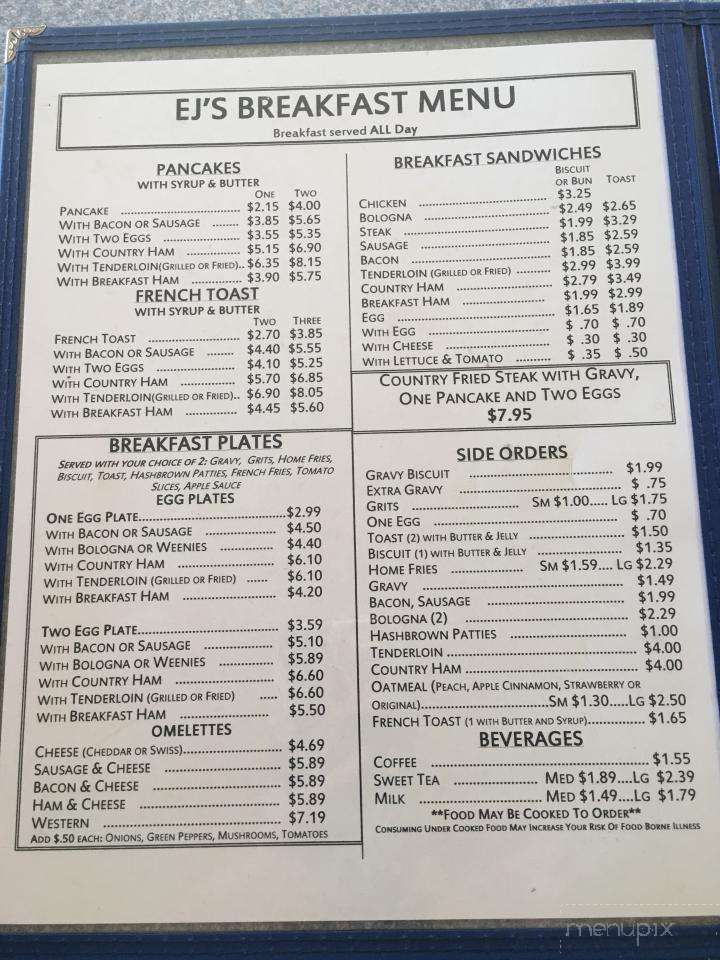 EJ'S BREAKFAST MENU
Breakfast served ALL Day
PANCAKES
WITH SYRUP & BUTTER
ONE TWO
PANCAKE .............................. $2.15 $4.00
WITH BACON OR SAUSAGE ....... $3.85 $5.65
WITH TWO EGGS .................... $3.55 $5.35
WITH COUNTRY HAM .............. $5.15 $6.90
WITH TENDERLOIN(GRILLED OR FRIED).. $6.35 $8.15
WITH BREAKFAST HAM .............. $3.90 $5.75
FRENCH TOAST
WITH SYRUP & BUTTER
TWO THREE
FRENCH TOAST ..................... $2.70 $3.85
WITH BACON OR SAUSAGE ....... $4.40 $5.55
WITH TWO EGGS .................... $4.10 $5.25
WITH COUNTRY HAM .............. $5.70 $6.85
WITH TENDERLOIN(GRILLED OR FRIED).. $6.90 $8.05
WITH BREAKFAST HAM ............. $4.45 $5.60
BREAKFAST PLATES
SERVED WITH YOUR CHOICE OF 2: GRAVY, GRITS, HOME FRIES,
BISCUIT, TOAST, HASHBROWN PATTIES, FRENCH FRIES, TOMATO
SLICES, APPLE SAUCE
EGG PLATES
ONE EGG PLATE...................................$2.99
WITH BACON OR SAUSAGE .................... $4.50
WITH BOLOGNA OR WEENIES ............. $4.40
WITH COUNTRY HAM ........................ $6.10
WITH TENDERLOIN (GRILLED OR FRIED) ...... $6.10
WITH BREAKFAST HAM ...................... $4.20
TWO EGG PLATE.................................. $3.59
WITH BACON OR SAUSAGE .................... $5.10
WITH BOLOGNA OR WEENIES ............. $5.89
WITH COUNTRY HAM ........................ $6.60
WITH TENDERLOIN (GRILLED OR FRIED) ..... $6.60
WITH BREAKFAST HAM ...................... $5.50
OMELETTES
CHEESE (CHEDDAR OR SWISS)....................... $4.69
SAUSAGE & CHEESE ............................ $5.89
BACON & CHEESE .............................. $5.89
HAM & CHEESE ................................. $5.89
WESTERN ........................................... $7.19
ADD $.50 EACH: ONIONS, GREEN PEPPERS, MUSHROOMS, TOMATOES
BREAKFAST SANDWICHES
BISCUIT
OR BUN TOAST
CHICKEN ................................ $3.25
BOLOGNA ............................... $2.49 $2.65
STEAK .................................... $1.99 $3.29
SAUSAGE ................................ $1.85 $2.59
BACON ................................... $1.85 $2.59
TENDERLOIN (GRILLED OR FRIED) ......... $2.99 $3.99
COUNTRY HAM ........................ $2.79 $3.49
BREAKFAST HAM ..................... $1.99 $2.99
EGG ....................................... $1.65 $1.89
WITH EGG .............................. $ .70 $ .70
WITH CHEESE .......................... $ .30 $ .30
WITH LETTUCE & TOMATO .......... $ .35 $ .50
COUNTRY FRIED STEAK WITH GRAVY,
ONE PANCAKE AND TWO EGGS
$7.95
SIDE ORDERS
GRAVY BISCUIT ................................... $1.99
EXTRA GRAVY ..................................... $ .75
GRITS ......................... SM $1.00..... LG $1.75
ONE EGG ........................................... $ .70
TOAST (2) WITH BUTTER & JELLY ....................... $1.50
BISCUIT (1) WITH BUTTER & JELLY .................... $1.35
HOME FRIES ................. SM $1.59.... LG $2.29
GRAVY .............................................. $1.49
BACON, SAUSAGE ................................ $1.99
BOLOGNA (2) ..................................... $2.29
HASHBROWN PATTIES ........................... $1.00
TENDERLOIN ....................................... $4.00
COUNTRY HAM .................................... $4.00
OATMEAL (PEACH, APPLE CINNAMON, STRAWBERRY OR
ORIGINAL)...................................SM $1.30....LG $2.50
FRENCH TOAST (1 WITH BUTTER AND SYRUP)............. $1.65
BEVERAGES
COFFEE .............................................. $1.55
SWEET TEA .................. MED $1.89....LG $2.39
MILK ........................... MED $1.49....LG $1.79
**FOOD MAY BE COOKED TO ORDER**
CONSUMING UNDER COOKED FOOD MAY INCREASE YOUR RISK OF FOOD BORNE ILLNESS
menupix